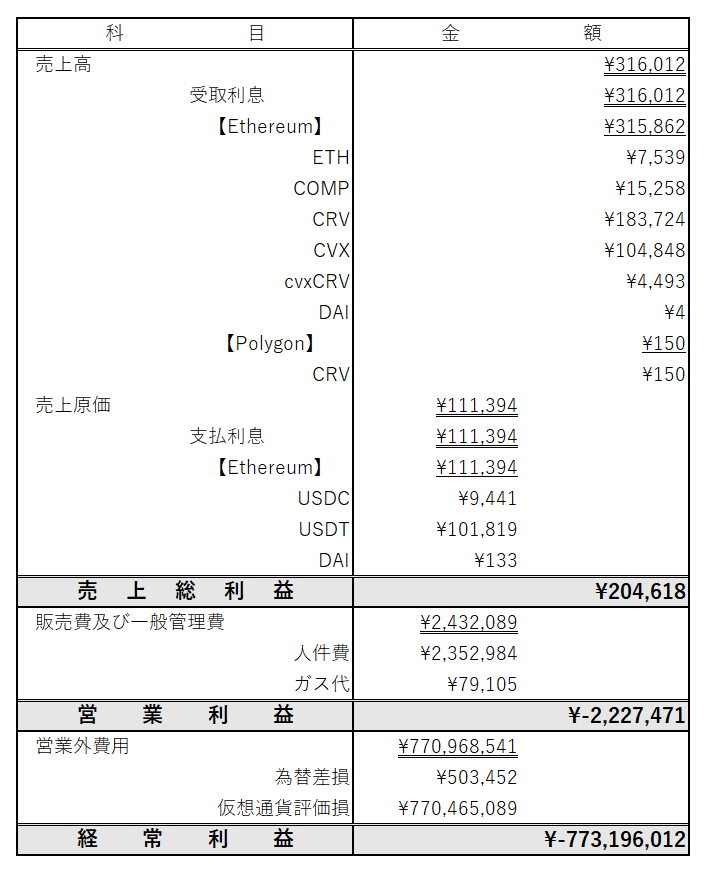 科 目 金 額
売上高 ¥316,012
受取利息 ¥316,012
【Ethereum】 ¥315,862
ETH ¥7,539
COMP ¥15,258
CRV ¥183,724
CVX ¥104,848
cvxCRV ¥4,493
DAI ¥4
【Polygon】 ¥150
CRV ¥150
売上原価 ¥111,394
支払利息 ¥111,394
【Ethereum】 ¥111,394
USDC ¥9,441
USDT ¥101,819
DAI ¥133
売上総利益 ¥204,618
販売費及び一般管理費 ¥2,432,089
人件費 ¥2,352,984
ガス代 ¥79,105
営業利益 ¥-2,227,471
営業外費用 ¥770,968,541
為替差損 ¥503,452
仮想通貨評価損 ¥770,465,089
経常利益 ¥-773,196,012